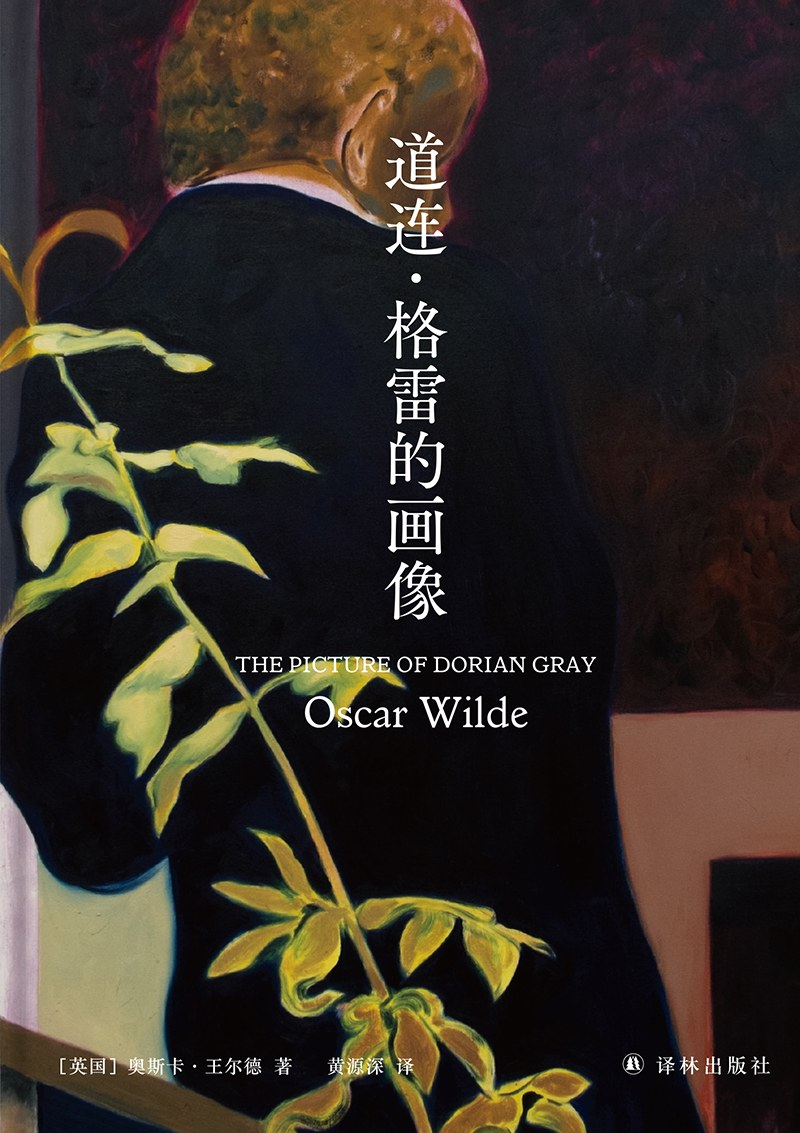 道连·格雷的画像
THE PICTURE OF DORIAN GRAY
Oscar Wilde
［英国］奥斯卡·王尔德 著 黄源深 译
译林出版社